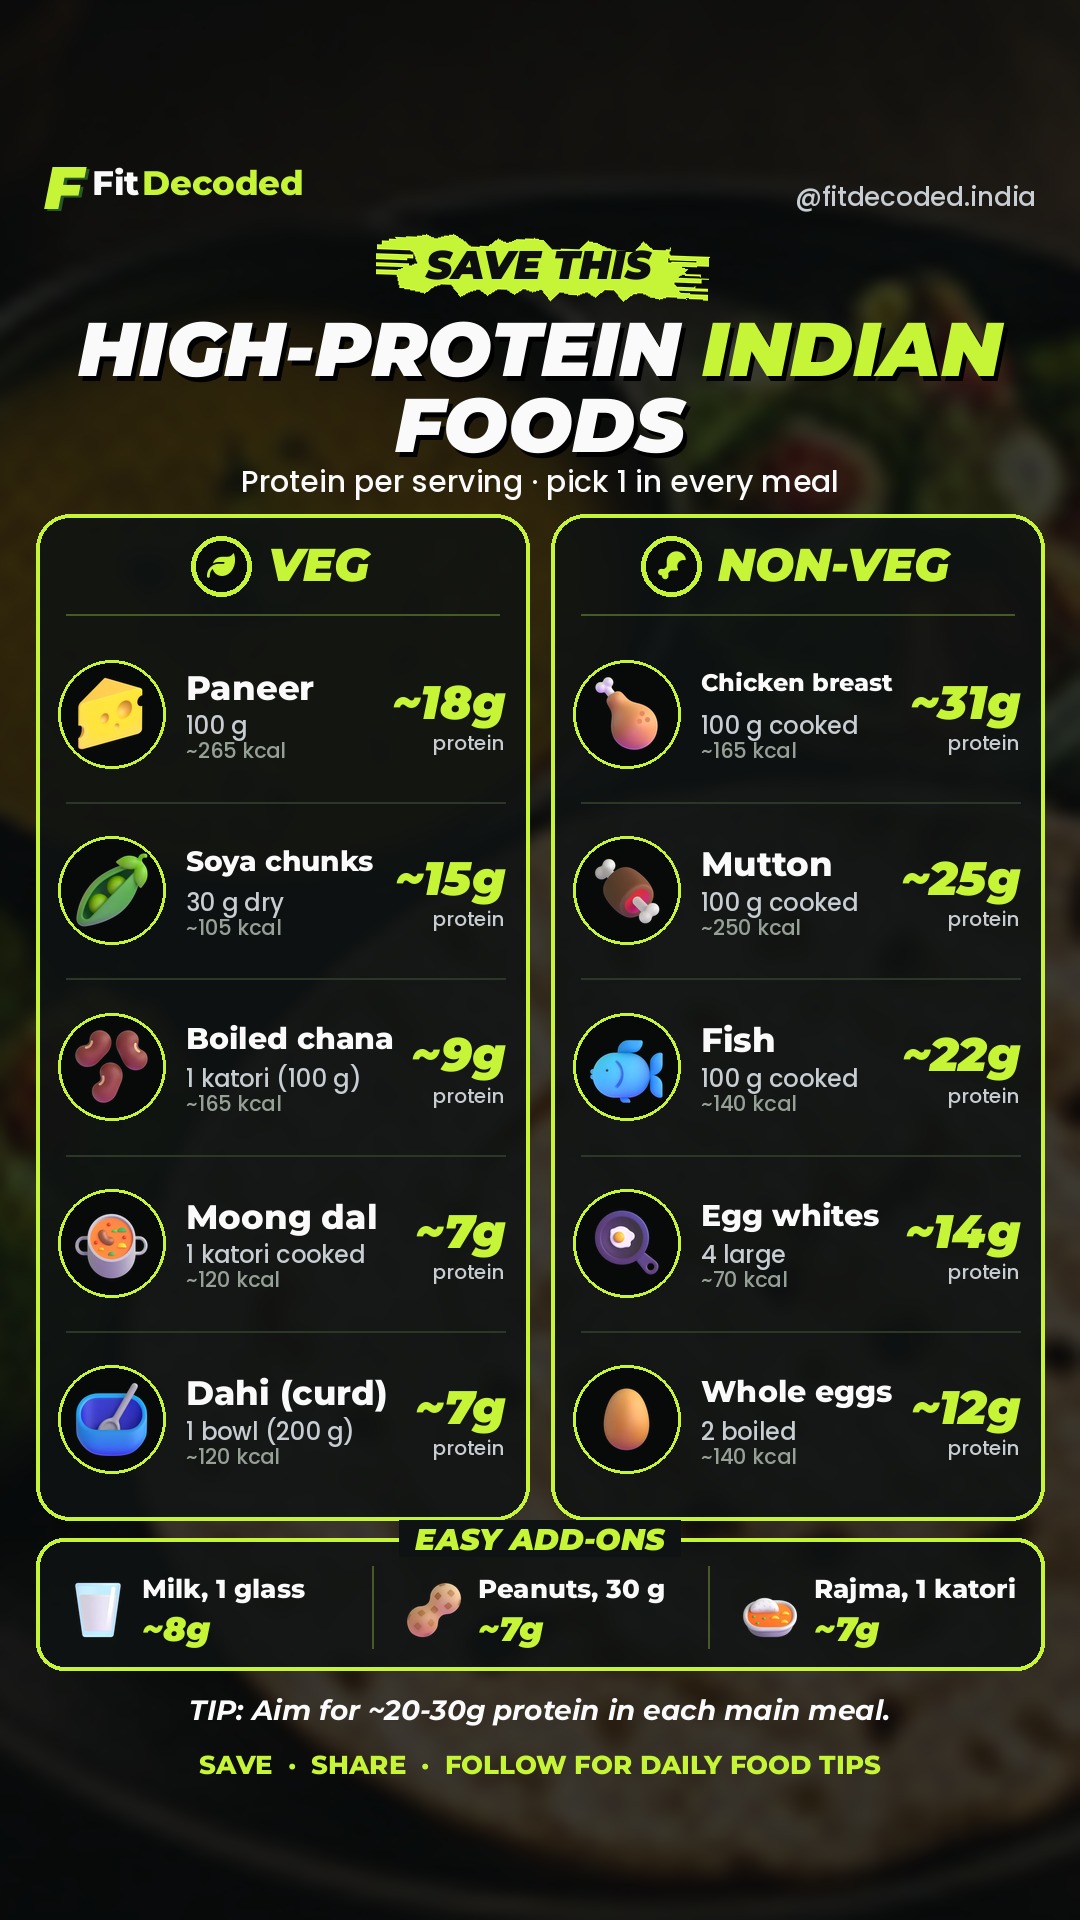 F FitDecoded
@fitdecoded.india
SAVE THIS
HIGH-PROTEIN INDIAN
FOODS
Protein per serving · pick 1 in every meal
VEG
Paneer
100 g
~265 kcal
~18g
protein
Soya chunks
30 g dry
~105 kcal
~15g
protein
Boiled chana
1 katori (100 g)
~165 kcal
~9g
protein
Moong dal
1 katori cooked
~120 kcal
~7g
protein
Dahi (curd)
1 bowl (200 g)
~120 kcal
~7g
protein
NON-VEG
Chicken breast
100 g cooked
~165 kcal
~31g
protein
Mutton
100 g cooked
~250 kcal
~25g
protein
Fish
100 g cooked
~140 kcal
~22g
protein
Egg whites
4 large
~70 kcal
~14g
protein
Whole eggs
2 boiled
~140 kcal
~12g
protein
EASY ADD-ONS
Milk, 1 glass
~8g
Peanuts, 30 g
~7g
Rajma, 1 katori
~7g
TIP: Aim for ~20-30g protein in each main meal.
SAVE · SHARE · FOLLOW FOR DAILY FOOD TIPS